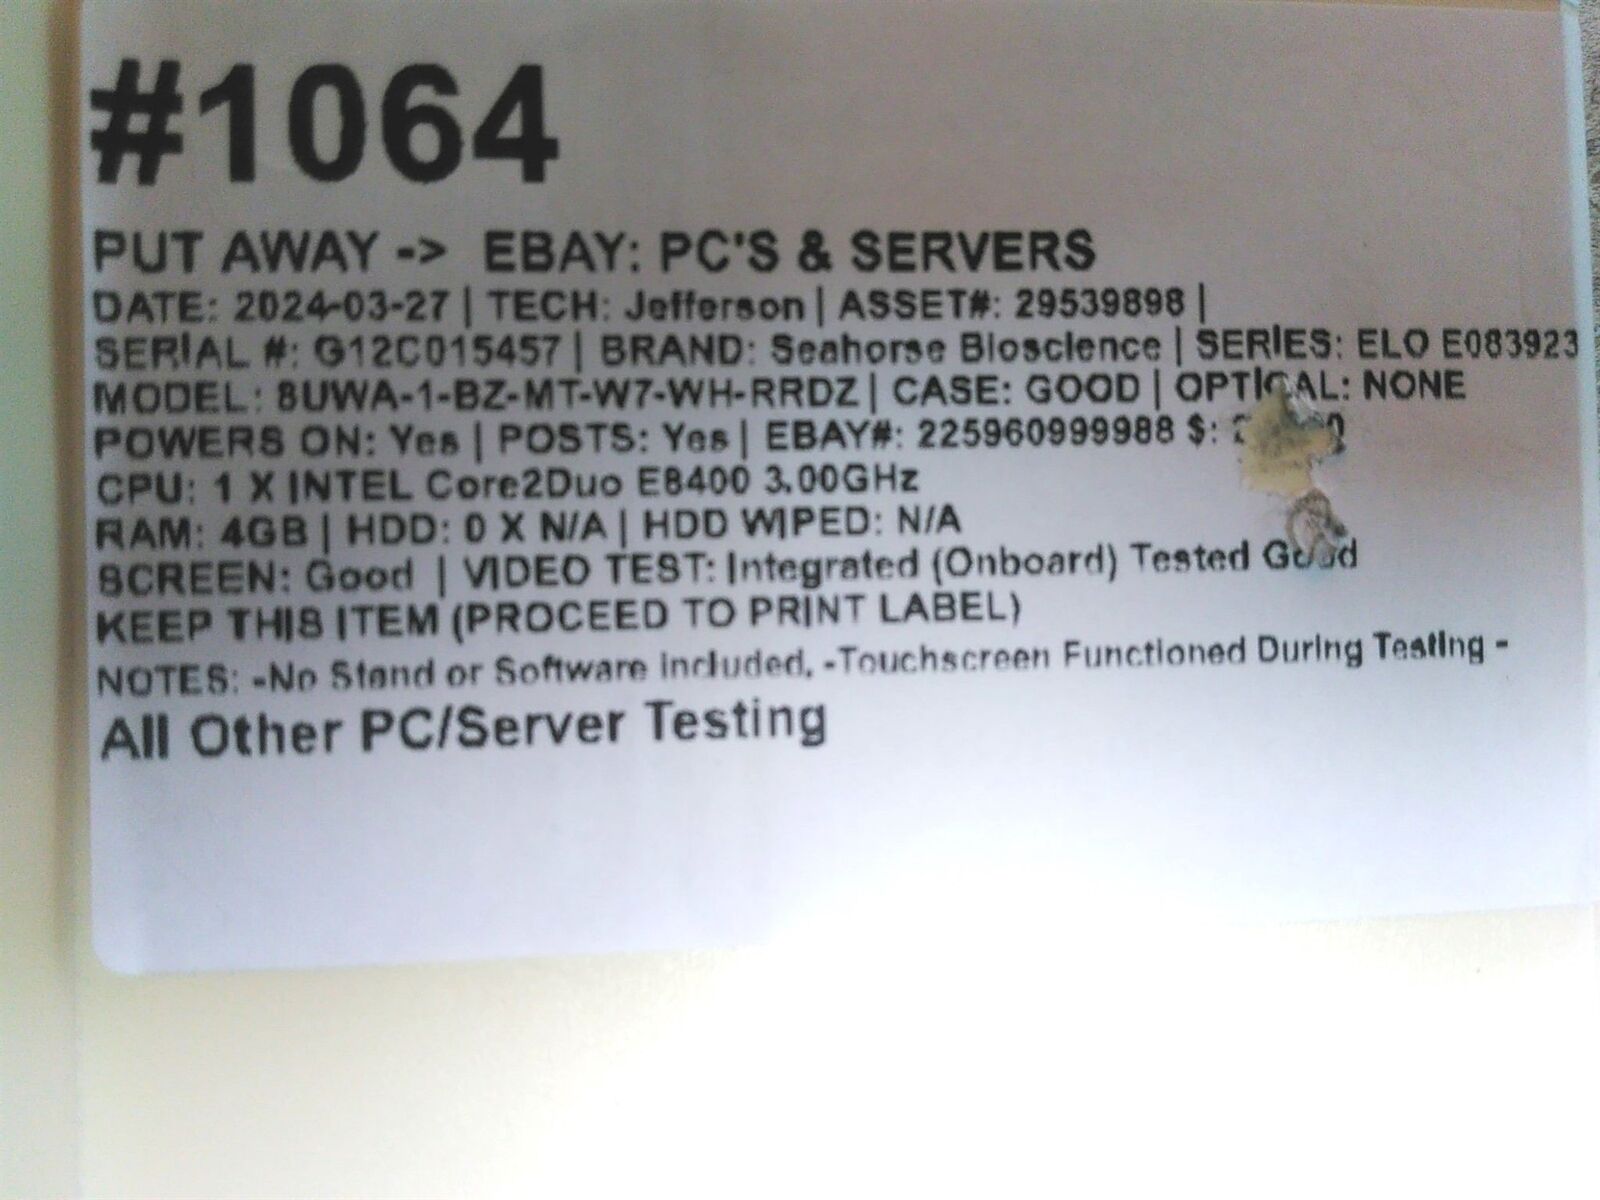 #1064
PUT AWAY -> EBAY: PC'S & SERVERS
DATE: 2024-03-27 | TECH: Jefferson | ASSET#: 29539898 |
SERIAL #: G12C015457 | BRAND: Seahorse Bioscience | SERIES: ELO E083923
MODEL: 8UWA-1-BZ-MT-W7-WH-RRDZ | CASE: GOOD | OPTICAL: NONE
POWERS ON: Yes | POSTS: Yes | EBAY#: 225960999988 $:
CPU: 1 X INTEL Core2Duo E8400 3.00GHz
RAM: 4GB | HDD: 0 X N/A | HDD WIPED: N/A
SCREEN: Good | VIDEO TEST: Integrated (Onboard) Tested Good
KEEP THIS ITEM (PROCEED TO PRINT LABEL)
NOTES: -No Stand or Software included. -Touchscreen Functioned During Testing -
All Other PC/Server Testing